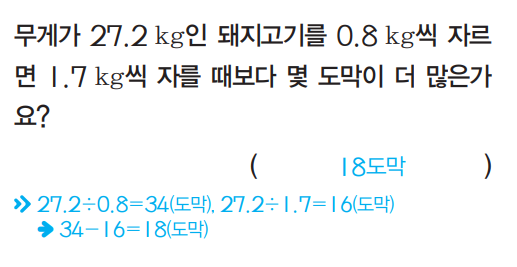 무게가 27.2 kg인 돼지고기를 0.8 kg씩 자르
면 1.7 kg씩 자를 때보다 몇 도막이 더 많은가
요?
( 18도막 )
≫ 27.2÷0.8=34(도막), 27.2÷1.7=16(도막)
➔ 34-16=18(도막)